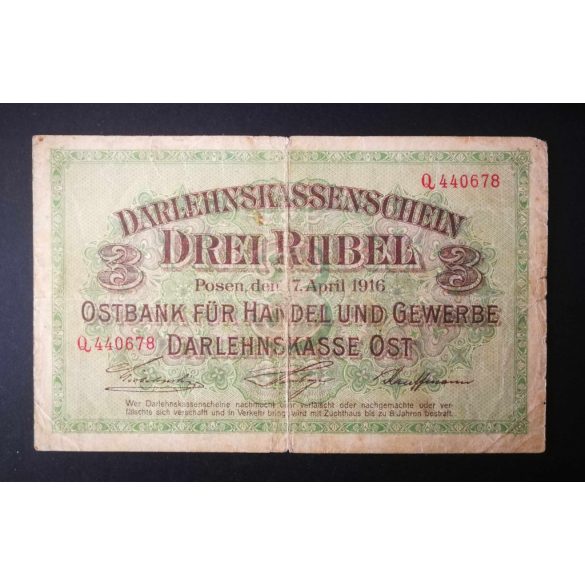 Q 440678
DARLEHNSKASSENSCHEIN
3 DREI RUBEL 3
Posen, den 17. April 1916
OSTBANK FÜR HANDEL UND GEWERBE
Q 440678 DARLEHNSKASSE OST
Kauffmann
Wer Darlehnskassenscheine nachmacht oder verfälscht oder nachgemachte oder ver-
fälschte sich verschafft und in Verkehr bringt, wird mit Zuchthaus bis zu 8 Jahren bestraft.